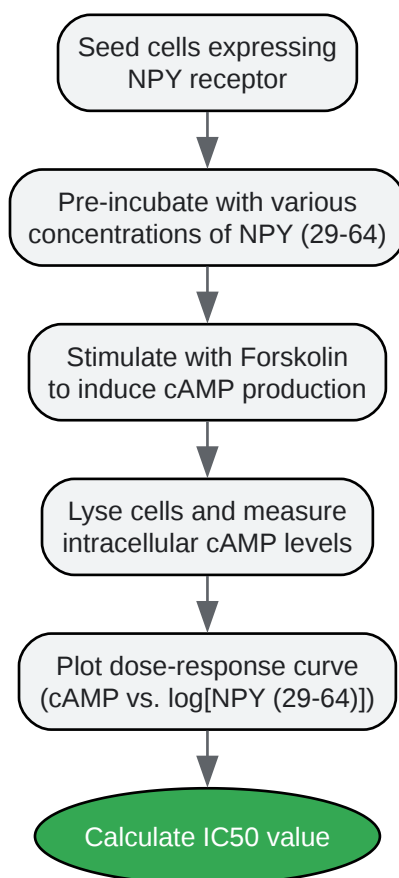 Seed cells expressing
NPY receptor
Pre-incubate with various
concentrations of NPY (29-64)
Stimulate with Forskolin
to induce cAMP production
Lyse cells and measure
intracellular cAMP levels
Plot dose-response curve
(cAMP vs. log[NPY (29-64)])
Calculate IC50 value